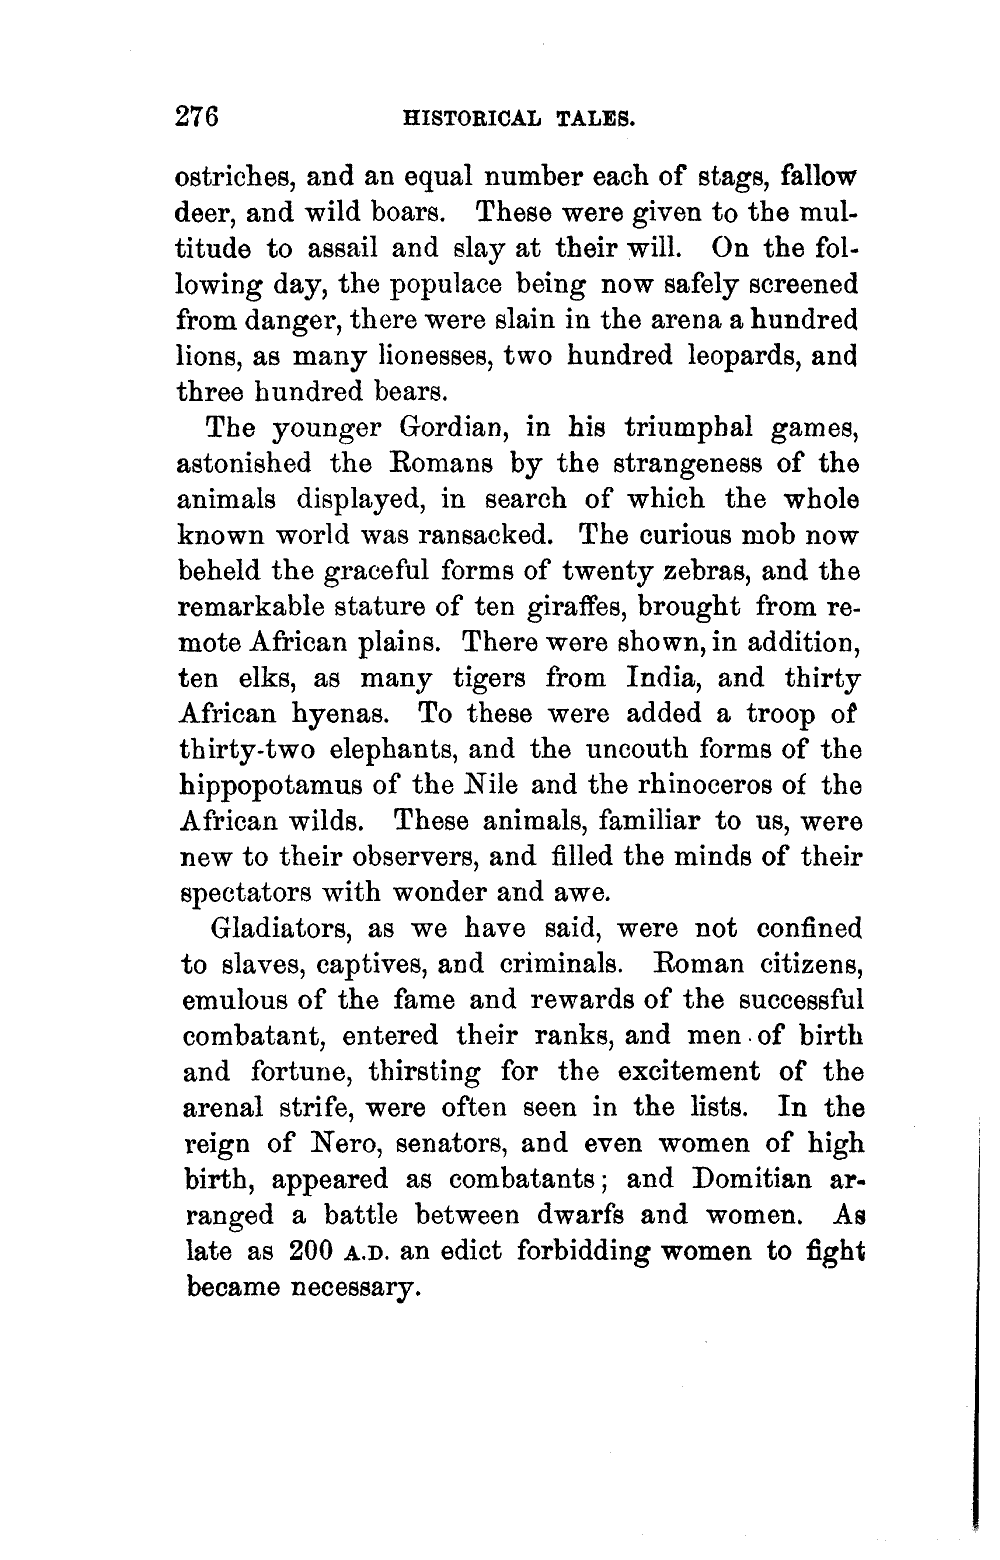 276 HISTORICAL TALES.
ostriches, and an equal number each of stags, fallow
deer, and wild boars. These were given to the mul-
titude to assail and slay at their will. On the fol-
lowing day, the populace being now safely screened
from danger, there were slain in the arena a hundred
lions, as many lionesses, two hundred leopards, and
three hundred bears.
The younger Gordian, in his triumphal games,
astonished the Romans by the strangeness of the
animals displayed, in search of which the whole
known world was ransacked. The curious mob now
beheld the graceful forms of twenty zebras, and the
remarkable stature of ten giraffes, brought from re-
mote African plains. There were shown, in addition,
ten elks, as many tigers from India, and thirty
African hyenas. To these were added a troop of
thirty-two elephants, and the uncouth forms of the
hippopotamus of the Nile and the rhinoceros of the
African wilds. These animals, familiar to us, were
new to their observers, and filled the minds of their
spectators with wonder and awe.
Gladiators, as we have said, were not confined
to slaves, captives, and criminals. Roman citizens,
emulous of the fame and rewards of the successful
combatant, entered their ranks, and men of birth
and fortune, thirsting for the excitement of the
arenal strife, were often seen in the lists. In the
reign of Nero, senators, and even women of high
birth, appeared as combatants; and Domitian ar-
ranged a battle between dwarfs and women. As
late as 200 A.D. an edict forbidding women to fight
became necessary.